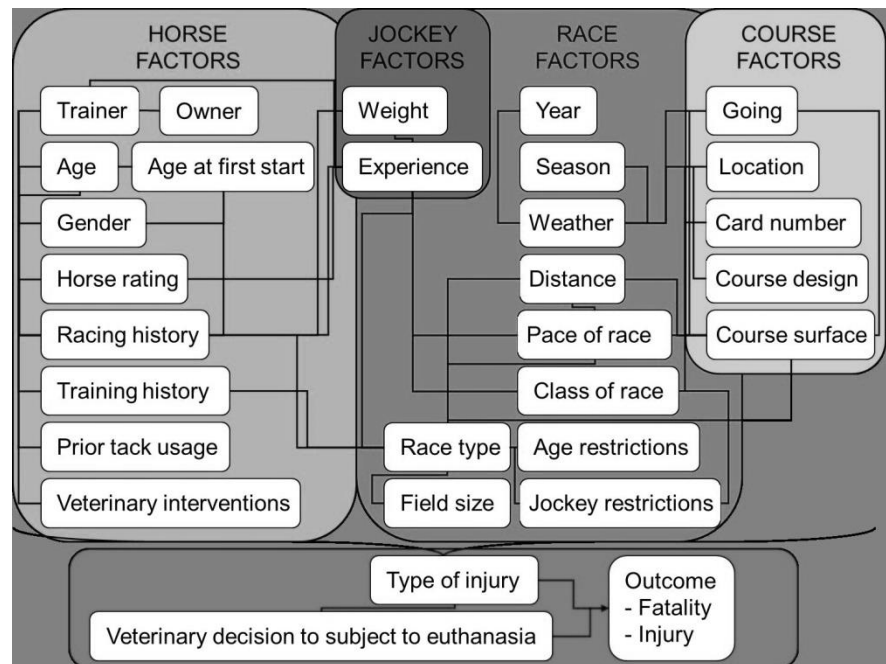 HORSE
FACTORS
Trainer
Owner
Age
Age at first start
Gender
Horse rating
Racing history
Training history
Prior tack usage
Veterinary interventions
JOCKEY
FACTORS
Weight
Experience
RACE
FACTORS
Year
Season
Weather
Distance
Pace of race
Class of race
Race type
Age restrictions
Field size
Jockey restrictions
COURSE
FACTORS
Going
Location
Card number
Course design
Course surface
Type of injury
Veterinary decision to subject to euthanasia
Outcome
- Fatality
- Injury